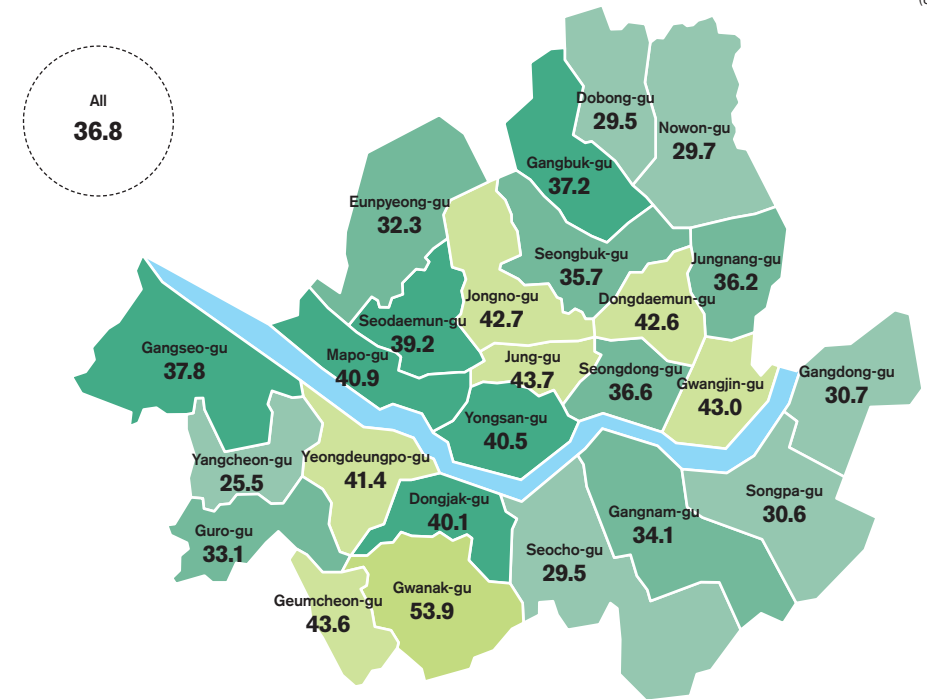 All
36.8
Dobong-gu
29.5
Nowon-gu
29.7
Gangbuk-gu
37.2
Eunpyeong-gu
32.3
Seongbuk-gu
35.7
Jungnang-gu
36.2
Jongno-gu
42.7
Dongdaemun-gu
42.6
Seodaemun-gu
39.2
Gangseo-gu
37.8
Mapo-gu
40.9
Jung-gu
43.7
Seongdong-gu
36.6
Gwangjin-gu
43.0
Gangdong-gu
30.7
Yongsan-gu
40.5
Yangcheon-gu
25.5
Yeongdeungpo-gu
41.4
Dongjak-gu
40.1
Gangnam-gu
34.1
Songpa-gu
30.6
Guro-gu
33.1
Seocho-gu
29.5
Geumcheon-gu
43.6
Gwanak-gu
53.9